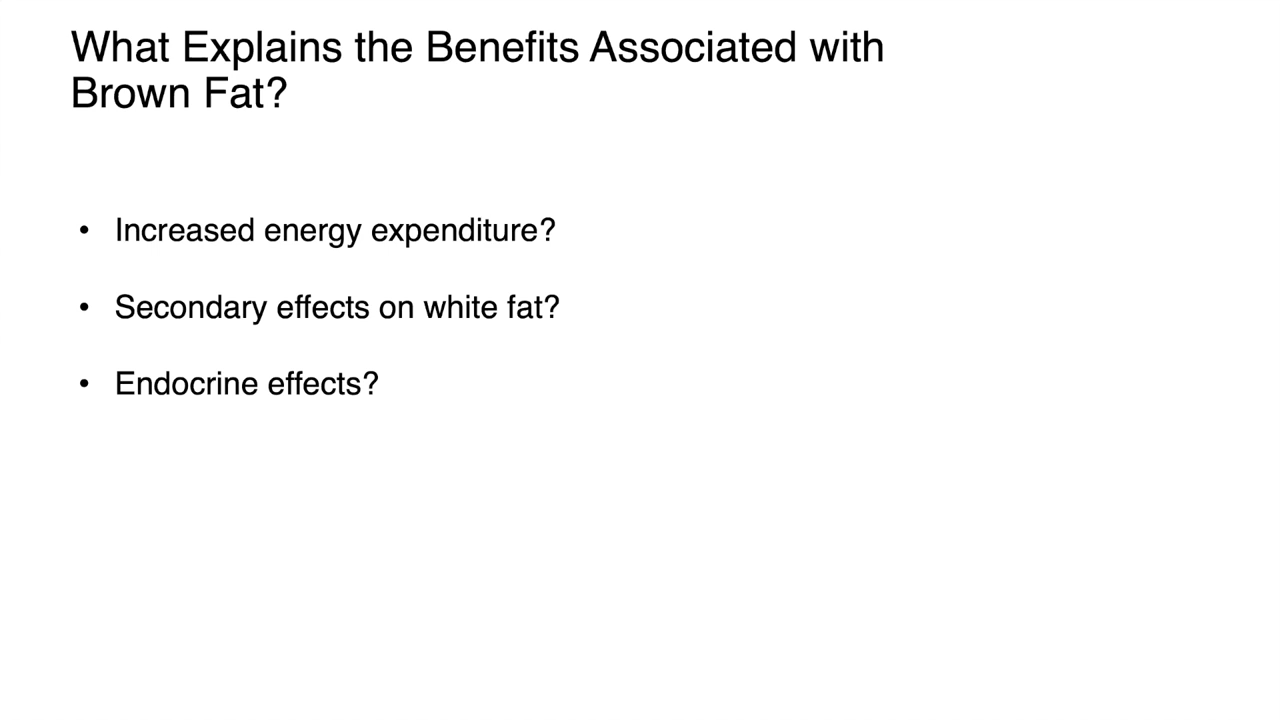 What Explains the Benefits Associated with
Brown Fat?
• Increased energy expenditure?
• Secondary effects on white fat?
• Endocrine effects?